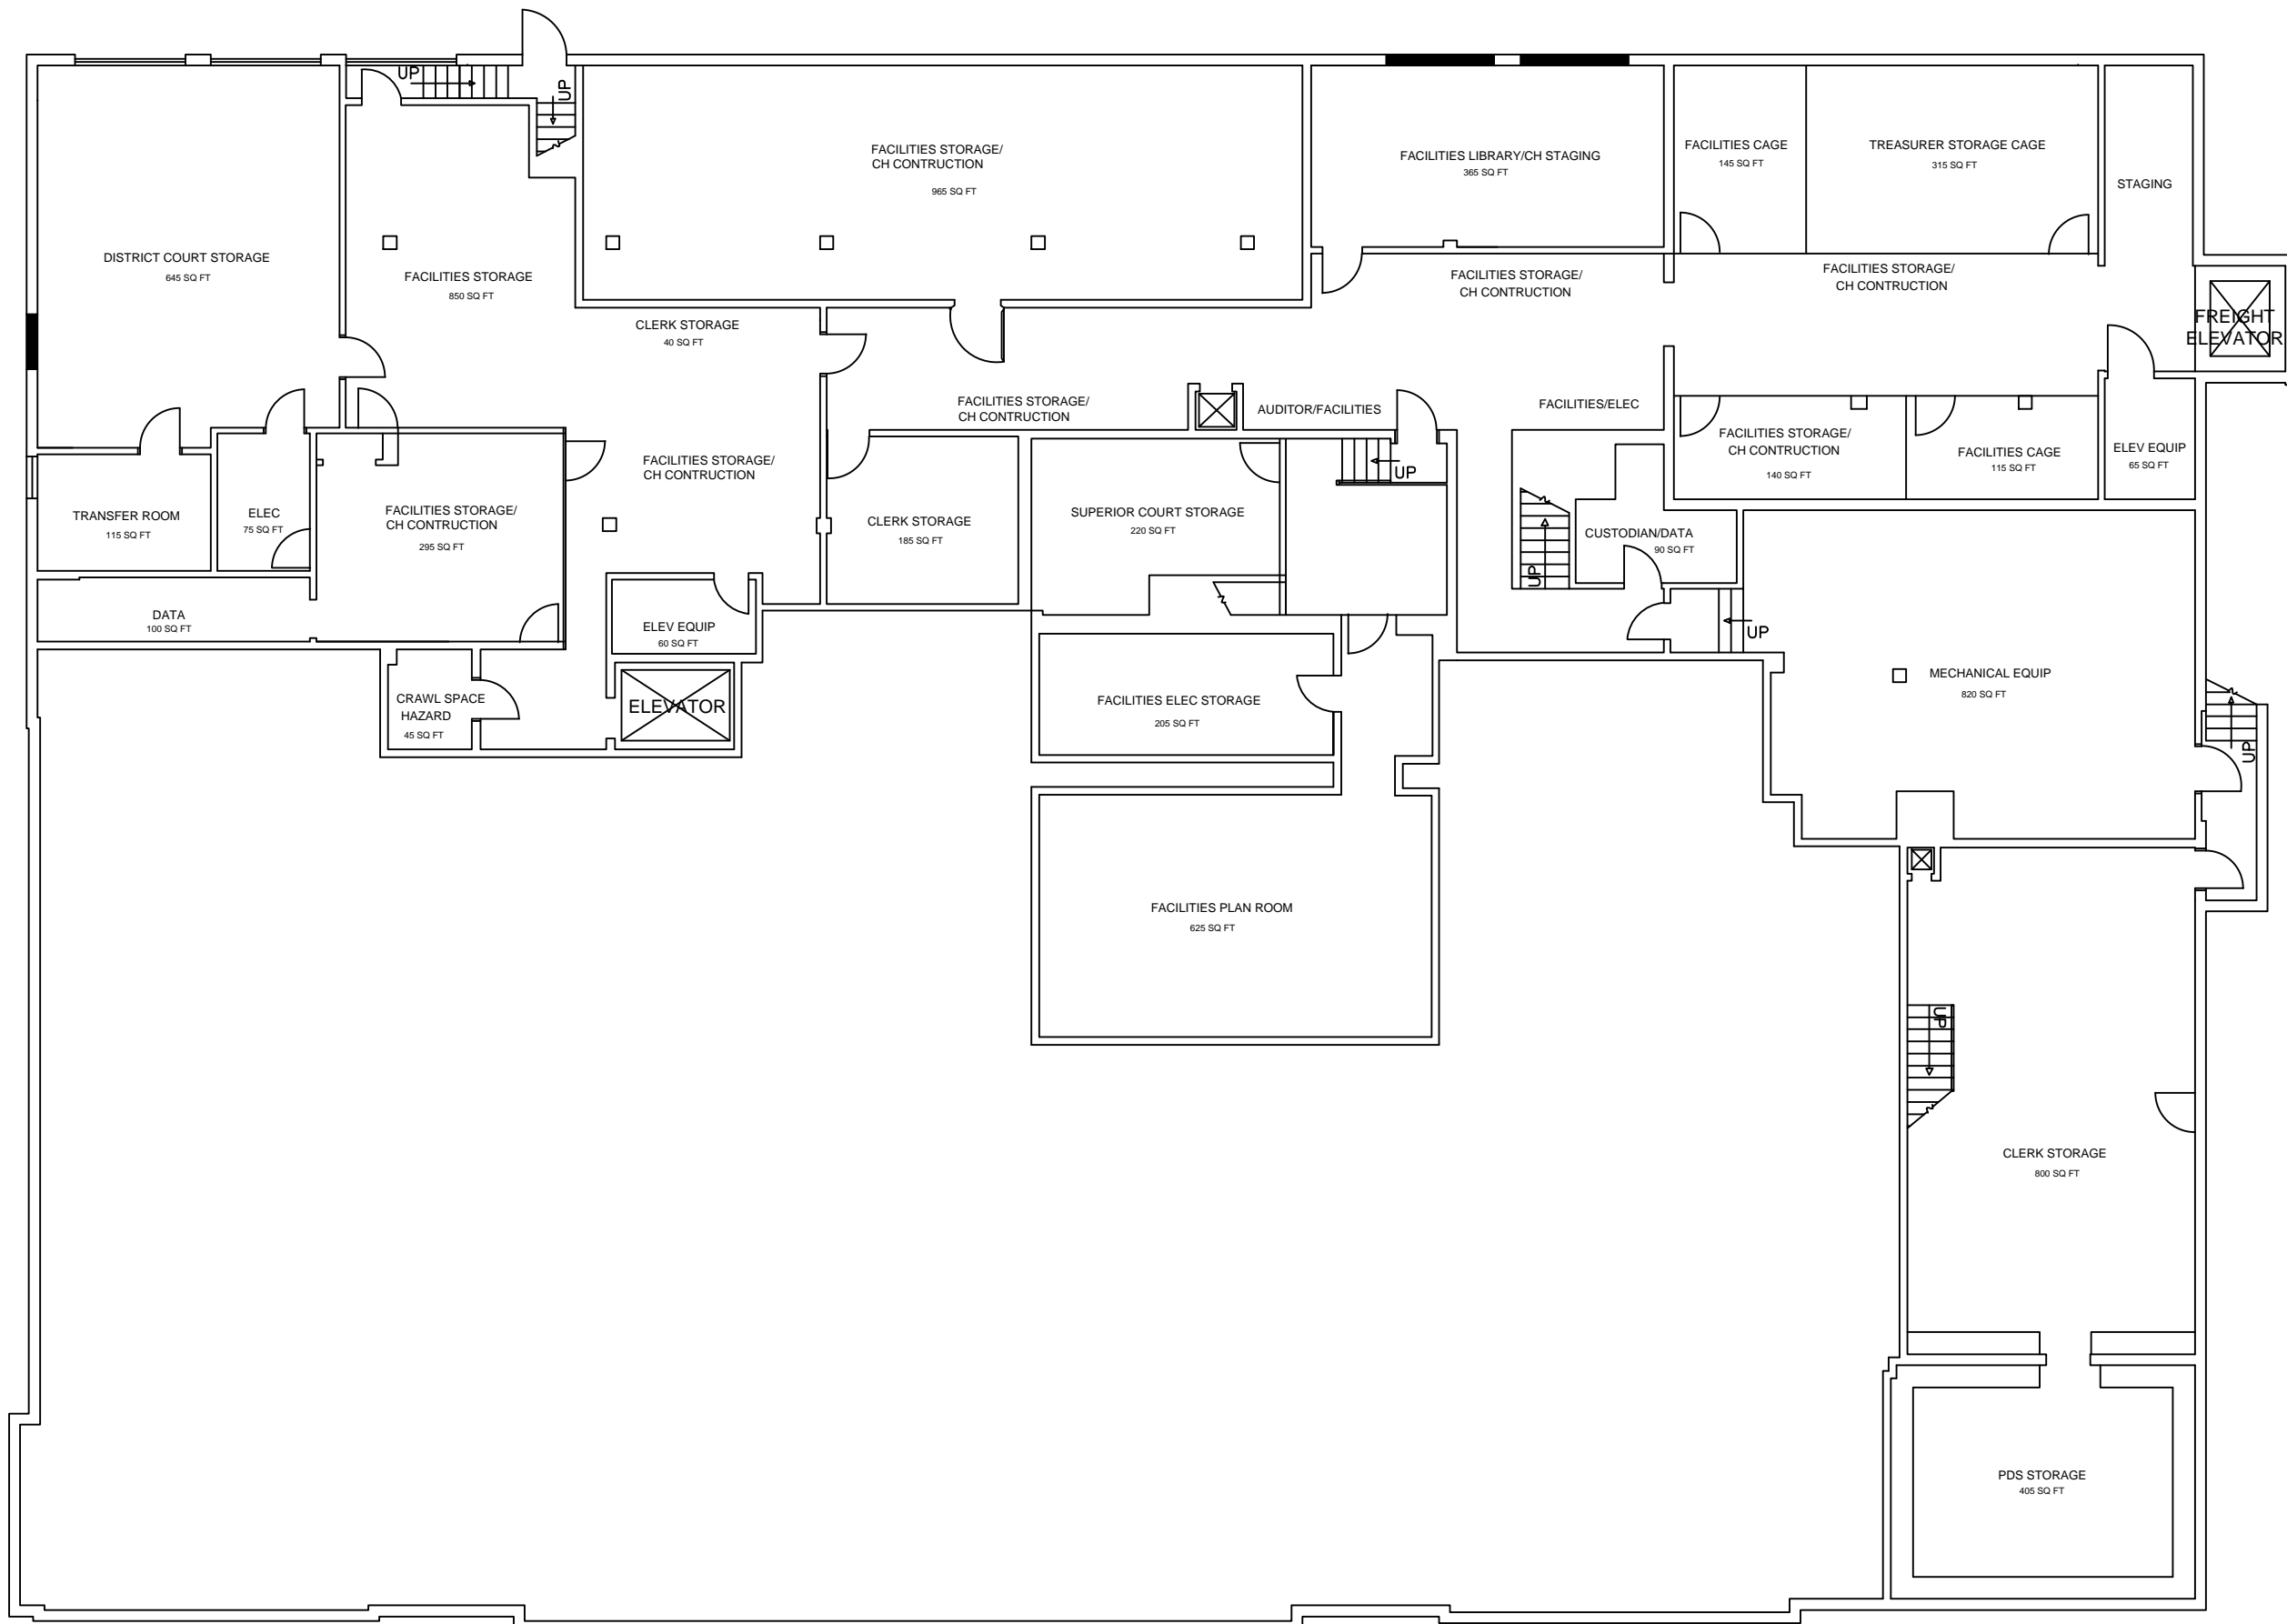 UP
UP
FACILITIES STORAGE/
CH CONTRUCTION
965 SQ FT
FACILITIES LIBRARY/CH STAGING
365 SQ FT
FACILITIES CAGE
145 SQ FT
TREASURER STORAGE CAGE
315 SQ FT
STAGING
DISTRICT COURT STORAGE
645 SQ FT
FACILITIES STORAGE
850 SQ FT
CLERK STORAGE
40 SQ FT
FACILITIES STORAGE/
CH CONTRUCTION
FACILITIES STORAGE/
CH CONTRUCTION
FREIGHT
ELEVATOR
FACILITIES STORAGE/
CH CONTRUCTION
AUDITOR/FACILITIES
FACILITIES/ELEC
FACILITIES STORAGE/
CH CONTRUCTION
140 SQ FT
FACILITIES CAGE
115 SQ FT
ELEV EQUIP
65 SQ FT
FACILITIES STORAGE/
CH CONTRUCTION
UP
TRANSFER ROOM
115 SQ FT
ELEC
75 SQ FT
FACILITIES STORAGE/
CH CONTRUCTION
295 SQ FT
CLERK STORAGE
185 SQ FT
SUPERIOR COURT STORAGE
220 SQ FT
CUSTODIAN/DATA
90 SQ FT
UP
DATA
100 SQ FT
ELEV EQUIP
60 SQ FT
UP
MECHANICAL EQUIP
820 SQ FT
CRAWL SPACE
HAZARD
45 SQ FT
ELEVATOR
FACILITIES ELEC STORAGE
205 SQ FT
UP
FACILITIES PLAN ROOM
625 SQ FT
UP
CLERK STORAGE
800 SQ FT
PDS STORAGE
405 SQ FT